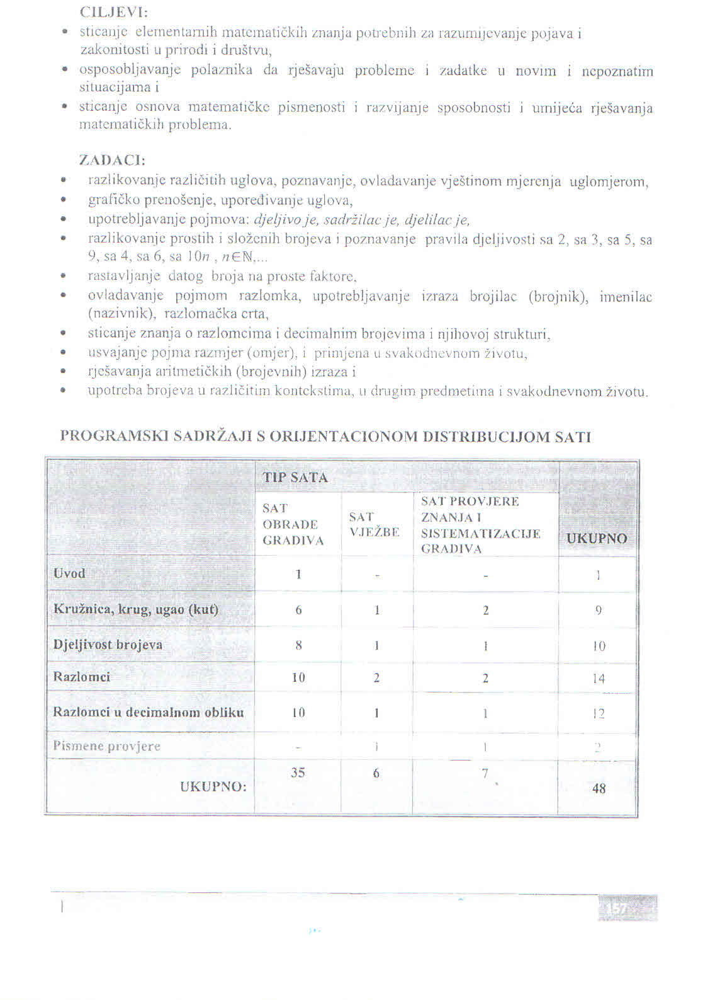 CILJEVI:
• sticanje elementarnih matematičkih znanja potrebnih za razumijevanje pojava i
zakonitosti u prirodi i društvu,
• osposobljavanje polaznika da rješavaju probleme i zadatke u novim i nepoznatim
situacijama i
• sticanje osnova matematičke pismenosti i razvijanje sposobnosti i umijeća rješavanja
matematičkih problema.
ZADACI:
• razlikovanje različitih uglova, poznavanje, ovladavanje vještinom mjerenja uglomjerom,
• grafičko prenošenje, upoređivanje uglova,
• upotrebljavanje pojmova: djeljivo je, sadržilac je, djelilac je,
• razlikovanje prostih i složenih brojeva i poznavanje pravila djeljivosti sa 2, sa 3, sa 5, sa
9, sa 4, sa 6, sa 10n , n∈ℕ,...
• rastavljanje datog broja na proste faktore,
• ovladavanje pojmom razlomka, upotrebljavanje izraza brojilac (brojnik), imenilac
(nazivnik), razlomačka crta,
• sticanje znanja o razlomcima i decimalnim brojevima i njihovoj strukturi,
• usvajanje pojma razmjer (omjer), i primjena u svakodnevnom životu,
• rješavanja aritmetičkih (brojevnih) izraza i
• upotreba brojeva u različitim kontekstima, u drugim predmetima i svakodnevnom životu.
PROGRAMSKI SADRŽAJI S ORIJENTACIONOM DISTRIBUCIJOM SATI
TIP SATA
SAT
OBRADE
GRADIVA
SAT
VJEŽBE
SAT PROVJERE
ZNANJA I
SISTEMATIZACIJE
GRADIVA
UKUPNO
Uvod 1 - - 1
Kružnica, krug, ugao (kut) 6 1 2 9
Djeljivost brojeva 8 1 1 10
Razlomci 10 2 2 14
Razlomci u decimalnom obliku 10 1 1 12
Pismene provjere - 1 1 2
UKUPNO: 35 6 7 48
157